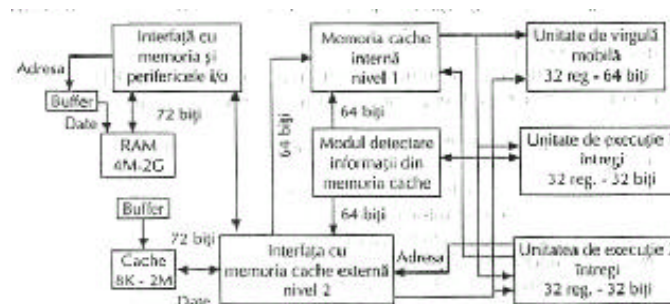 Interfață cu
memoria și
perifericele i/o
Adresa
Buffer
Date
72 biți
RAM
4M-2G
Buffer
Cache
8K - 2M
72 biți
Date
64 biți
Memoria cache
internă
nivel 1
64 biți
Modul detectare
informații din
memoria cache
64 biți
Interfața cu
memoria cache externă
nivel 2
Adresa
Unitate de virgulă
mobilă
32 reg - 64 biți
Unitate de execuție
întregi
32 reg. - 32 biți
Unitatea de execuție
întregi
32 reg. - 32 biți